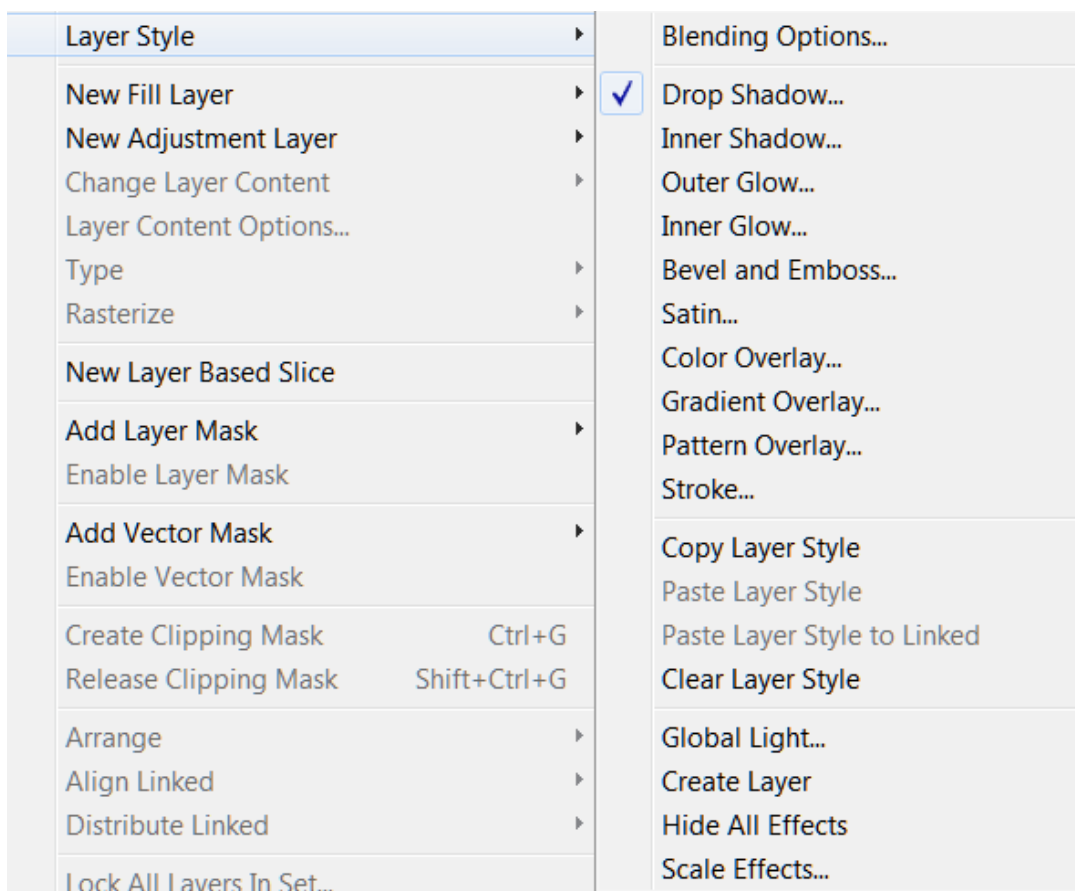 Layer Style
New Fill Layer
New Adjustment Layer
Change Layer Content
Layer Content Options...
Type
Rasterize
New Layer Based Slice
Add Layer Mask
Enable Layer Mask
Add Vector Mask
Enable Vector Mask
Create Clipping Mask Ctrl+G
Release Clipping Mask Shift+Ctrl+G
Arrange
Align Linked
Distribute Linked
Lock All Layers In Set...
Blending Options...
Drop Shadow...
Inner Shadow...
Outer Glow...
Inner Glow...
Bevel and Emboss...
Satin...
Color Overlay...
Gradient Overlay...
Pattern Overlay...
Stroke...
Copy Layer Style
Paste Layer Style
Paste Layer Style to Linked
Clear Layer Style
Global Light...
Create Layer
Hide All Effects
Scale Effects...